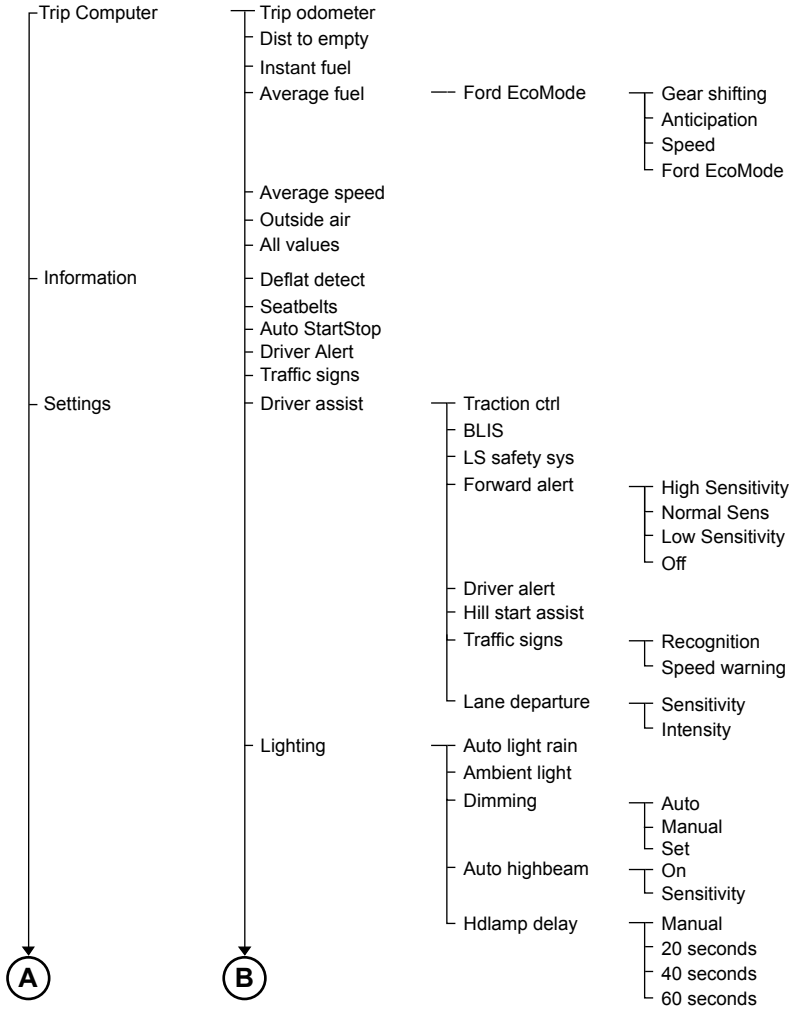 Trip Computer
Trip odometer
Dist to empty
Instant fuel
Average fuel
Ford EcoMode
Gear shifting
Anticipation
Speed
Ford EcoMode
Average speed
Outside air
All values
Information
Deflat detect
Seatbelts
Auto StartStop
Driver Alert
Traffic signs
Settings
Driver assist
Traction ctrl
BLIS
LS safety sys
Forward alert
High Sensitivity
Normal Sens
Low Sensitivity
Off
Driver alert
Hill start assist
Traffic signs
Recognition
Speed warning
Lane departure
Sensitivity
Intensity
Lighting
Auto light rain
Ambient light
Dimming
Auto
Manual
Set
Auto highbeam
On
Sensitivity
Hdlamp delay
Manual
20 seconds
40 seconds
60 seconds
A
B